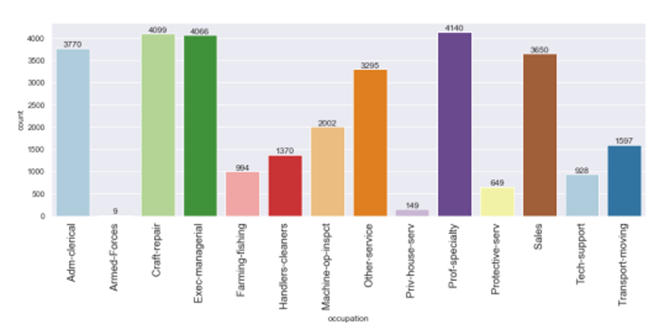 4140
4099
4066
3770
3650
3295
2002
1597
1370
994
928
649
149
9
4000
3500
3000
2500
2000
1500
1000
500
0
count
Adm-clerical
Armed-Forces
Craft-repair
Exec-managerial
Farming-fishing
Handlers-cleaners
Machine-op-inspct
Other-service
Priv-house-serv
Prof-specialty
Protective-serv
Sales
Tech-support
Transport-moving
occupation